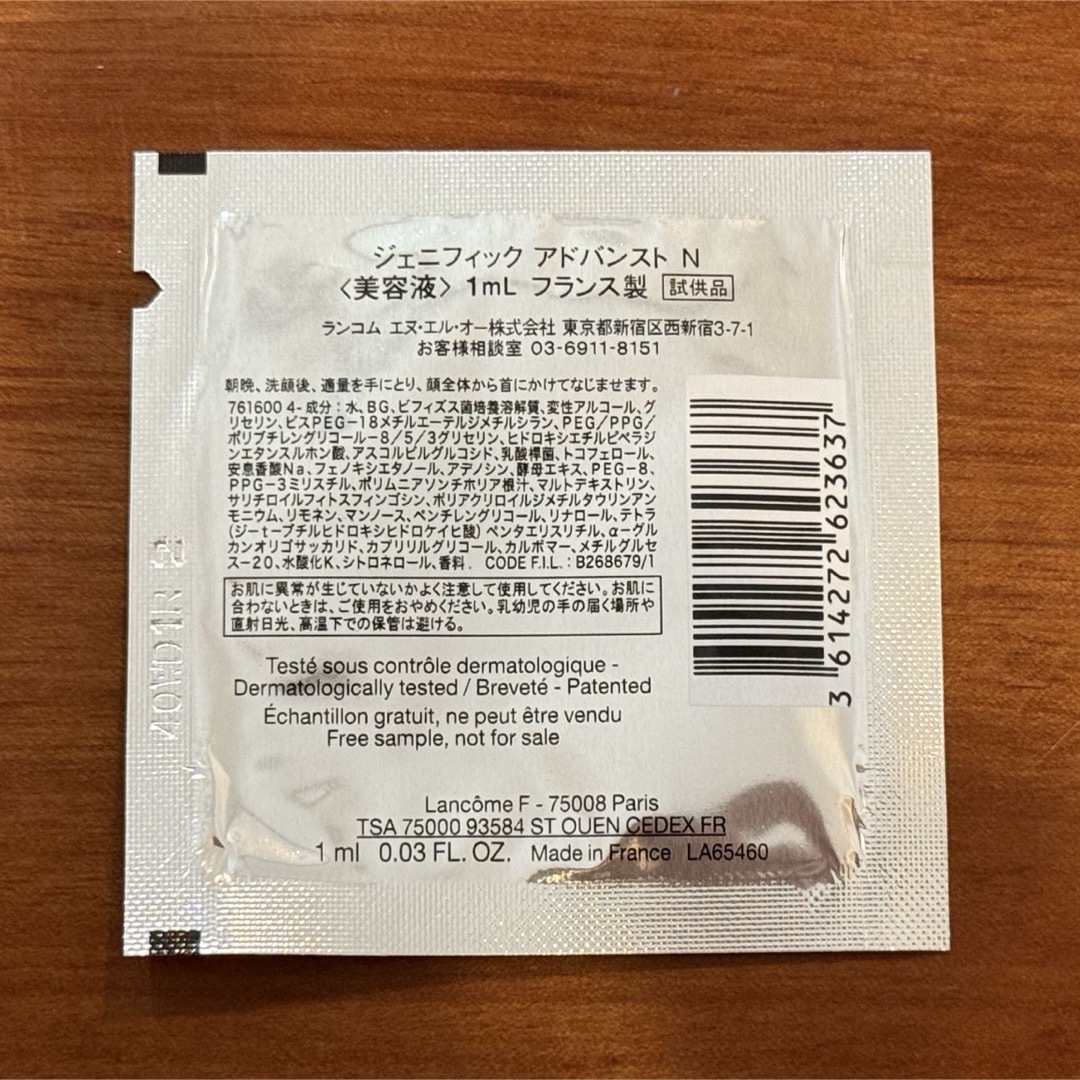 ジェニフィック アドバンスト N
〈美容液〉 1mL フランス製 試供品
ランコム エヌ・エル・オー株式会社 東京都新宿区西新宿3-7-1
お客様相談室 03-6911-8151
朝晩、洗顔後、適量を手にとり、顔全体から首にかけてなじませます。
761600 4- 成分：水、BG、ビフィズス菌培養溶解質、変性アルコール、グ
リセリン、ビスPEG-18メチルエーテルジメチルシラン、PEG/PPG/
ポリブチレングリコール-8/5/3グリセリン、ヒドロキシエチルピペラジ
ンエタンスルホン酸、アスコルビルグルコシド、乳酸桿菌、トコフェロール、
安息香酸Na、フェノキシエタノール、アデノシン、酵母エキス、PEG-8、
PPG-3ミリスチル、ポリムニアソンチホリア根汁、マルトデキストリン、
サリチロイルフィトスフィンゴシン、ポリアクリロイルジメチルタウリンアン
モニウム、リモネン、マンノース、ペンチレングリコール、リナロール、テトラ
(ジ-t-ブチルヒドロキシヒドロケイヒ酸)ペンタエリスリチル、α-グル
カンオリゴサッカリド、カプリリルグリコール、カルボマー、メチルグルセ
ス-20、水酸化K、シトロネロール、香料. CODE F.I.L. : B268679/1
お肌に異常が生じていないかよく注意して使用してください。お肌に
合わないときは、ご使用をおやめください。乳幼児の手の届く場所や
直射日光、高温下での保管は避ける。
3 614272 623637
Testé sous contrôle dermatologique -
Dermatologically tested / Breveté - Patented
Échantillon gratuit, ne peut être vendu
Free sample, not for sale
Lancôme F - 75008 Paris
TSA 75000 93584 ST OUEN CEDEX FR
1 ml 0.03 FL. OZ. Made in France LA65460